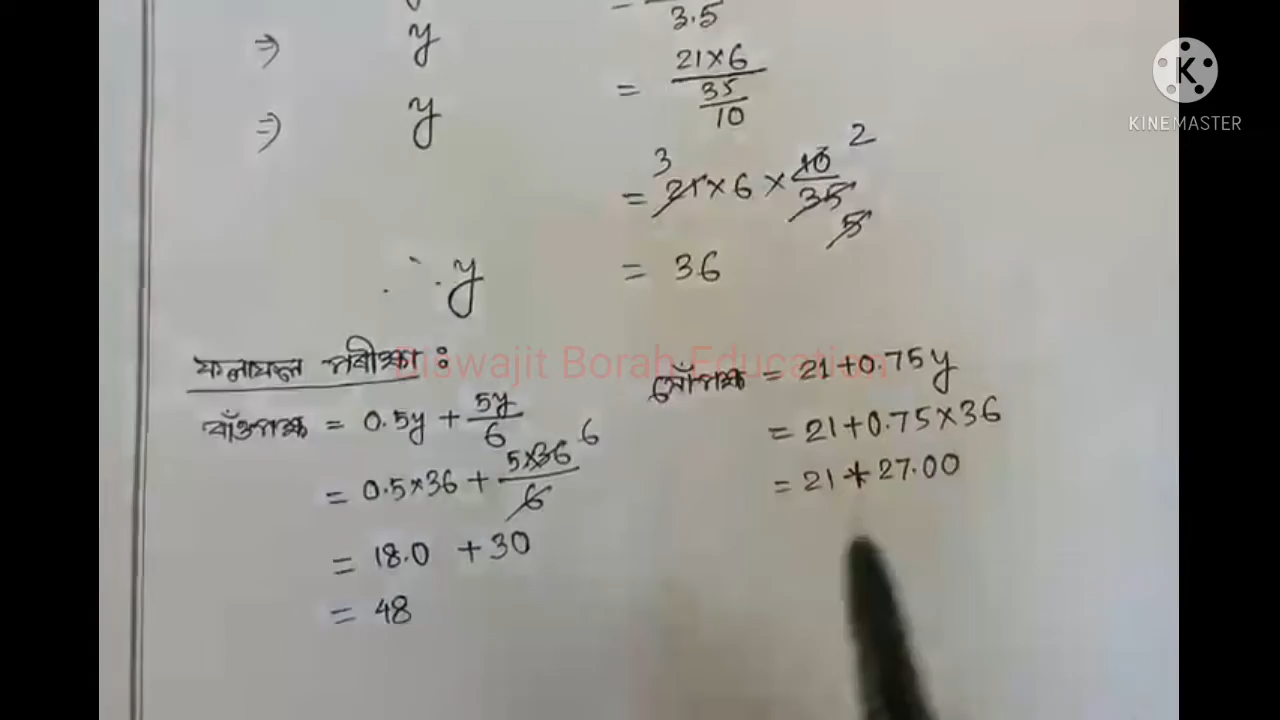 3.5
⇒ y = 21×6 / 35/10
⇒ y
= 3 21×6×10/35 2 5
∴ y = 36
ফলাফল পৰীক্ষা :
Biswajit Borah Education
বাঁওপক্ষ = 0.5y + 5y/6
= 0.5×36 + 5×36/6 6
= 18.0 + 30
= 48
সোঁপক্ষ = 21+0.75y
= 21+0.75×36
= 21+27.00
K
KINEMASTER